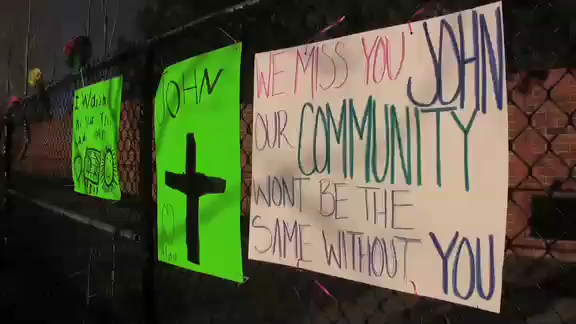 I
JOHN
WE MISS YOU JOHN
OUR COMMUNITY
WONT BE THE
SAME WITHOUT YOU